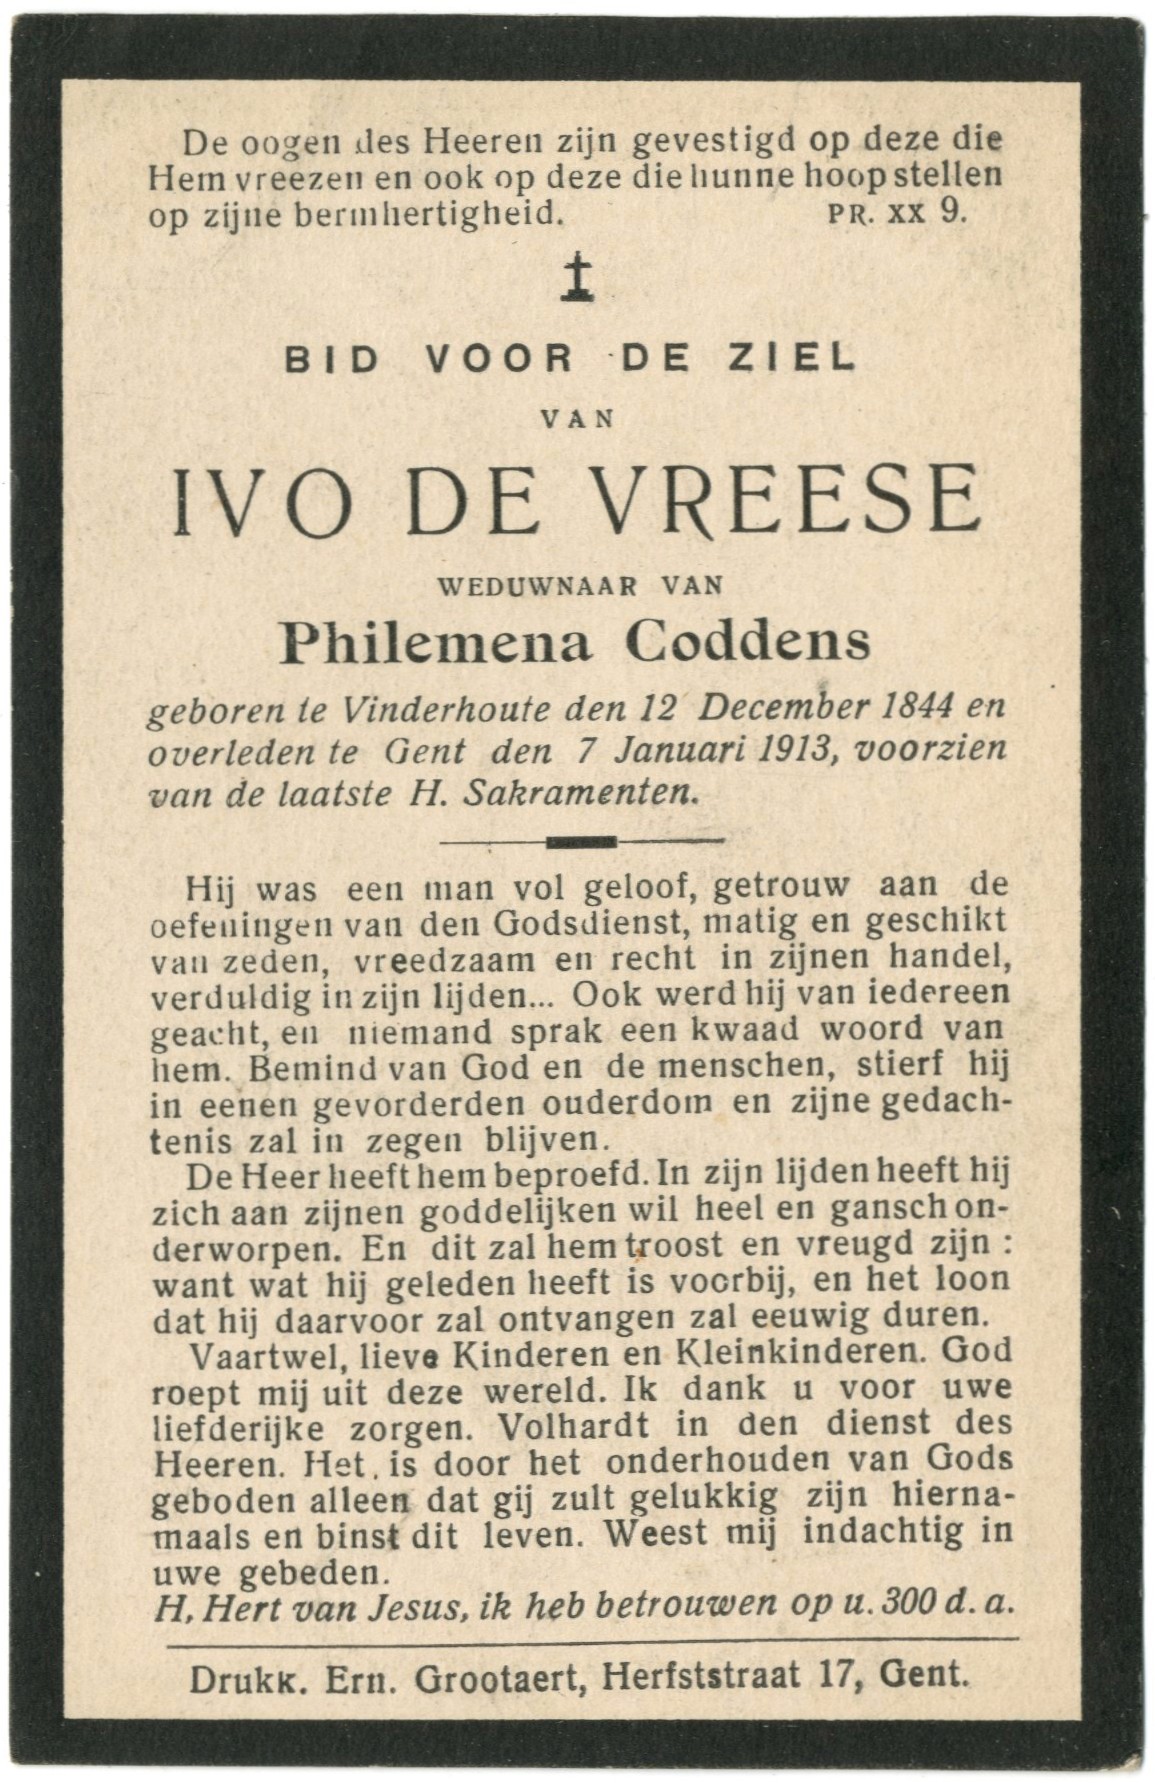 De oogen des Heeren zijn gevestigd op deze die
Hem vreezen en ook op deze die hunne hoop stellen
op zijne bermhertigheid. PR. XX 9.
BID VOOR DE ZIEL
VAN
IVO DE VREESE
WEDUWNAAR VAN
Philemena Coddens
geboren te Vinderhoute den 12 December 1844 en
overleden te Gent den 7 Januari 1913, voorzien
van de laatste H. Sakramenten.
Hij was een man vol geloof, getrouw aan de
oefeningen van den Godsdienst, matig en geschikt
van zeden, vreedzaam en recht in zijnen handel,
verduldig in zijn lijden... Ook werd hij van iedereen
geacht, en niemand sprak een kwaad woord van
hem. Bemind van God en de menschen, stierf hij
in eenen gevorderden ouderdom en zijne gedach-
tenis zal in zegen blijven.
De Heer heeft hem beproefd. In zijn lijden heeft hij
zich aan zijnen goddelijken wil heel en gansch on-
derworpen. En dit zal hem troost en vreugd zijn :
want wat hij geleden heeft is voorbij, en het loon
dat hij daarvoor zal ontvangen zal eeuwig duren.
Vaartwel, lieve Kinderen en Kleinkinderen. God
roept mij uit deze wereld. Ik dank u voor uwe
liefderijke zorgen. Volhardt in den dienst des
Heeren. Het is door het onderhouden van Gods
geboden alleen dat gij zult gelukkig zijn hierna-
maals en binst dit leven. Weest mij indachtig in
uwe gebeden.
H, Hert van Jesus, ik heb betrouwen op u. 300 d. a.
Drukk. Ern. Grootaert, Herfststraat 17, Gent.